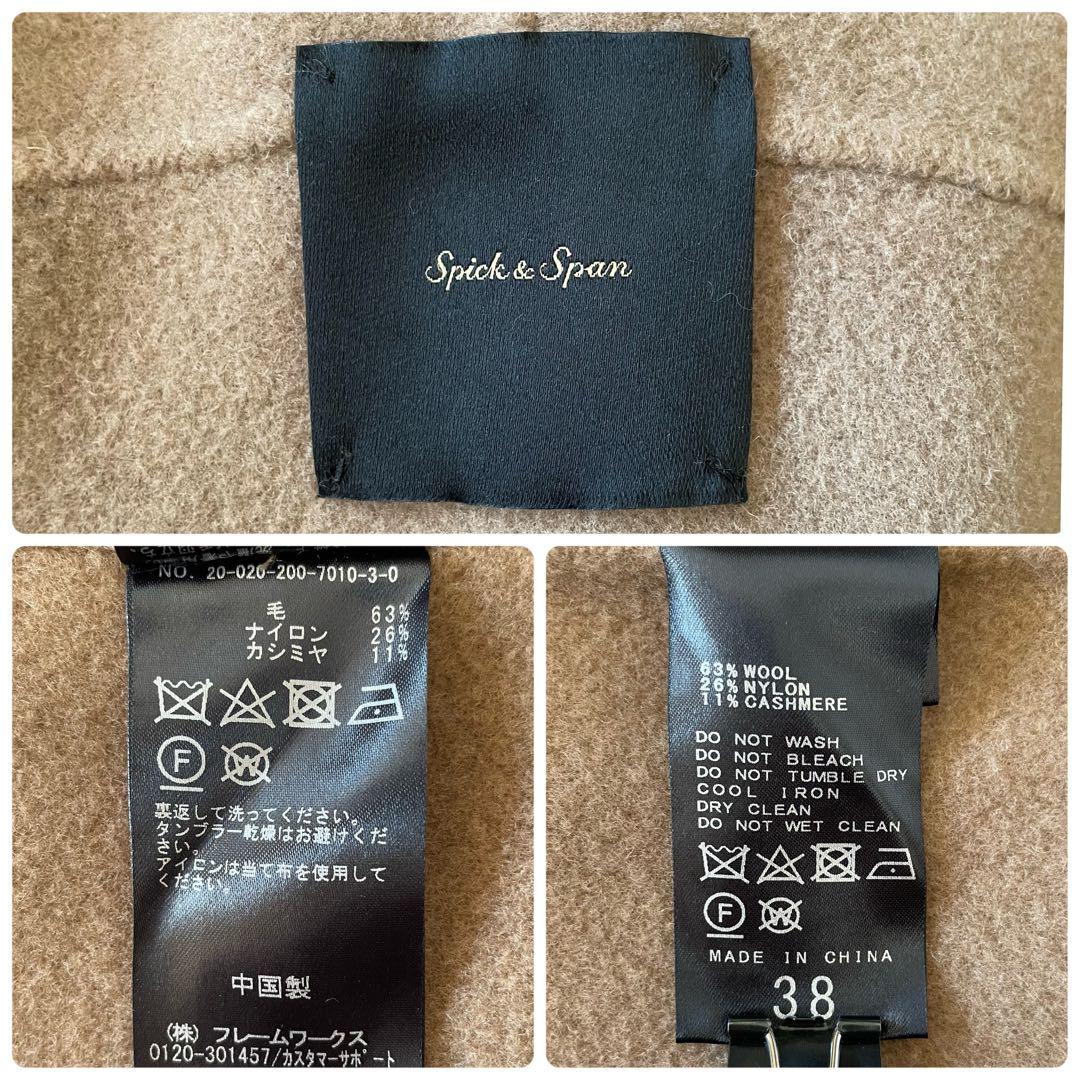 Spick & Span
NO. 20-020-200-7010-3-0
毛 63%
ナイロン 26%
カシミヤ 11%
F W
裏返して洗ってください。
タンブラー乾燥はお避けくだ
さい。
アイロンは当て布を使用して
ください。
中国製
(株) フレームワークス
0120-301457/カスタマーサポート
63% WOOL
26% NYLON
11% CASHMERE
DO NOT WASH
DO NOT BLEACH
DO NOT TUMBLE DRY
COOL IRON
DRY CLEAN
DO NOT WET CLEAN
F W
MADE IN CHINA
38